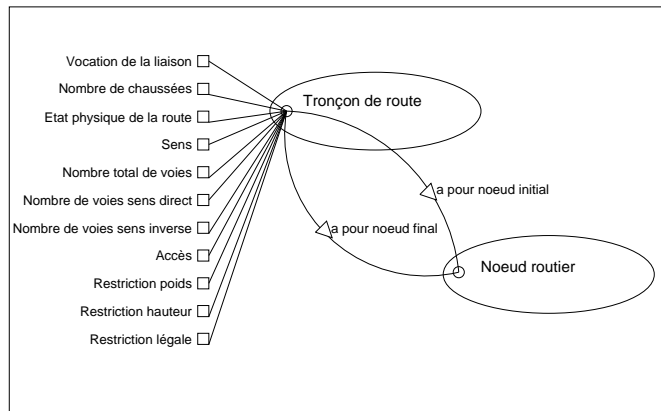 Vocation de la liaison
Nombre de chaussées
Etat physique de la route
Sens
Nombre total de voies
Nombre de voies sens direct
Nombre de voies sens inverse
Accès
Restriction poids
Restriction hauteur
Restriction légale
Tronçon de route
a pour noeud initial
a pour noeud final
Noeud routier